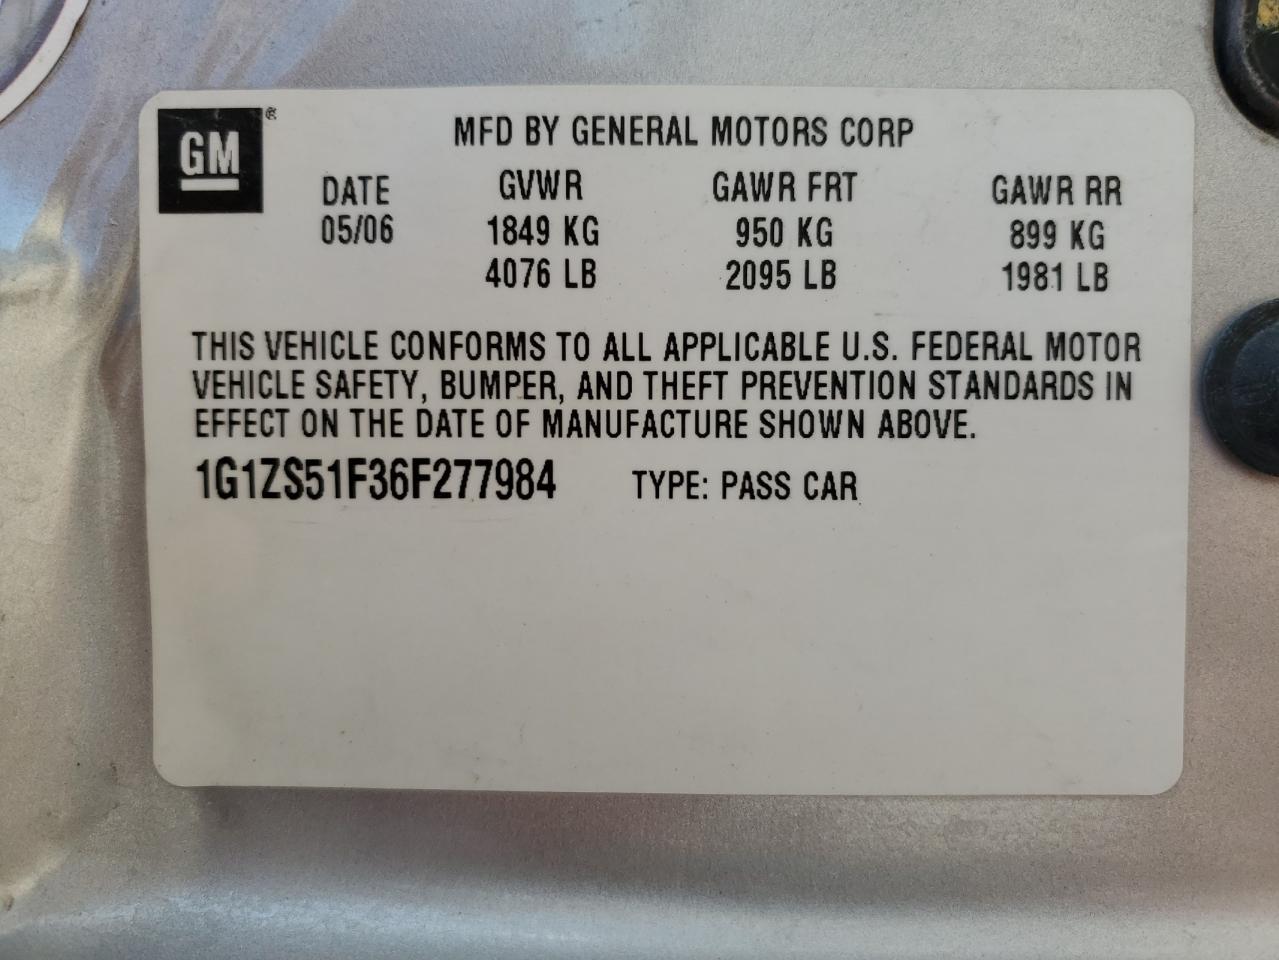 GM ®
MFD BY GENERAL MOTORS CORP
DATE GVWR GAWR FRT GAWR RR
05/06 1849 KG 950 KG 899 KG
4076 LB 2095 LB 1981 LB
THIS VEHICLE CONFORMS TO ALL APPLICABLE U.S. FEDERAL MOTOR
VEHICLE SAFETY, BUMPER, AND THEFT PREVENTION STANDARDS IN
EFFECT ON THE DATE OF MANUFACTURE SHOWN ABOVE.
1G1ZS51F36F277984 TYPE: PASS CAR